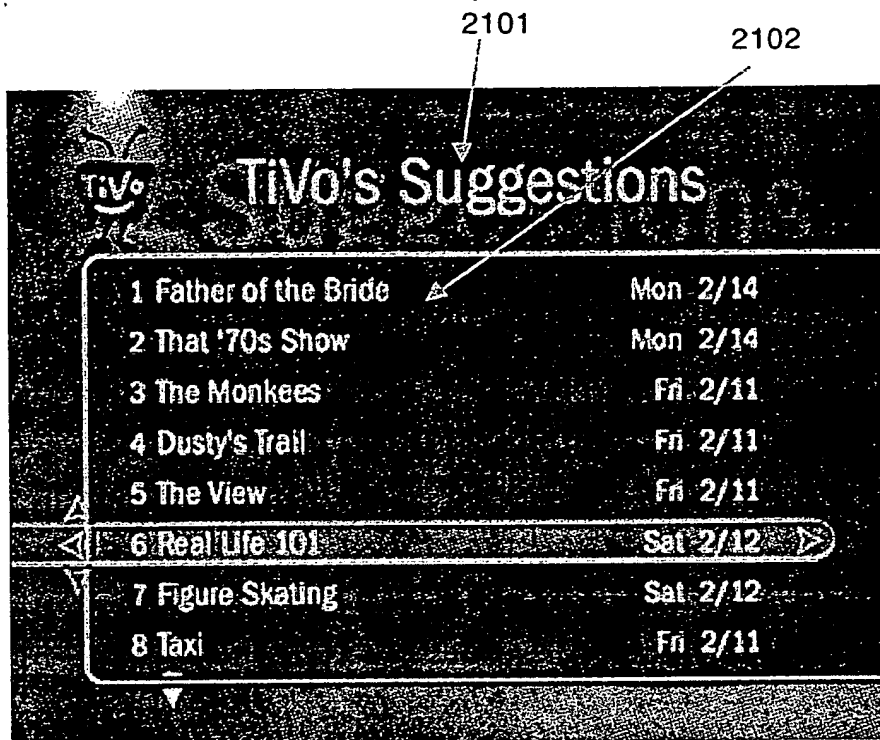 2101
2102
TiVo
TiVo's Suggestions
1 Father of the Bride Mon 2/14
2 That '70s Show Mon 2/14
3 The Monkees Fri 2/11
4 Dusty's Trail Fri 2/11
5 The View Fri 2/11
6 Real Life 101 Sat 2/12
7 Figure Skating Sat 2/12
8 Taxi Fri 2/11